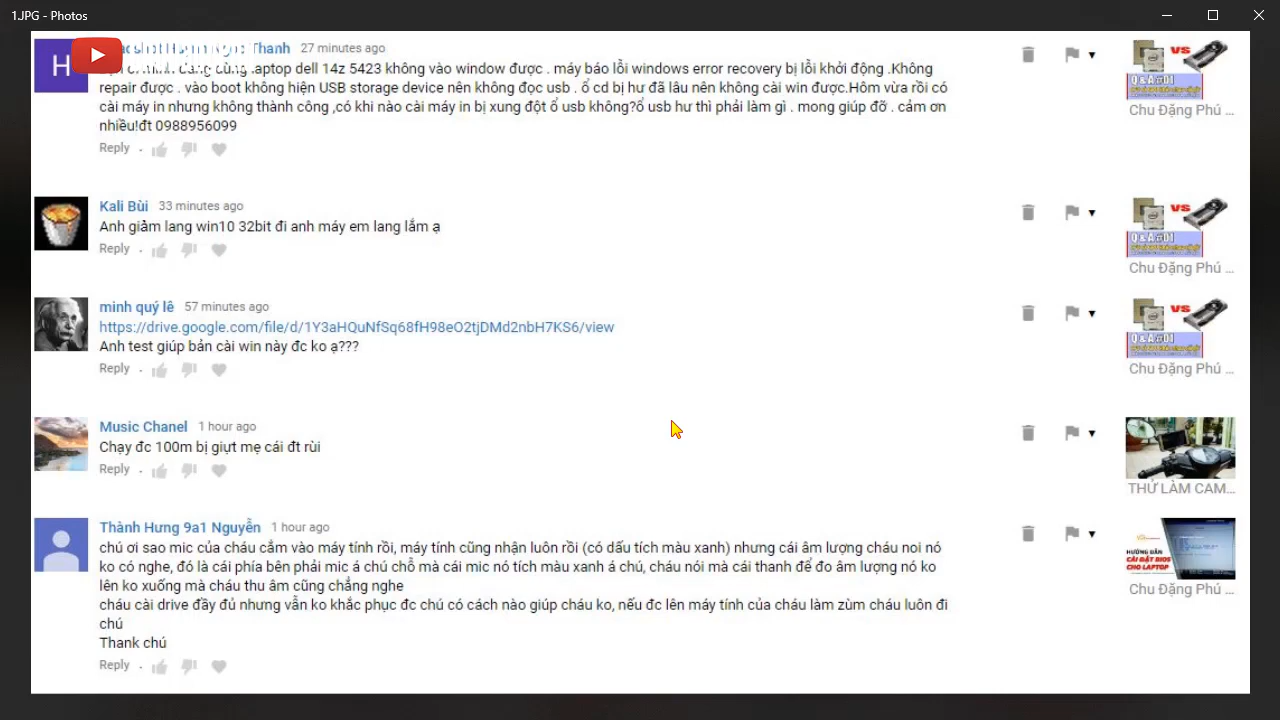 1.JPG - Photos
Thanh 27 minutes ago
laptop dell 14z 5423 không vào window được . máy báo lỗi windows error recovery bị lỗi khởi động .Không
repair được . vào boot không hiện USB storage device nên không đọc usb . ổ cd bị hư đã lâu nên không cài win được.Hôm vừa rồi có
cài máy in nhưng không thành công ,có khi nào cài máy in bị xung đột ổ usb không?ổ usb hư thì phải làm gì . mong giúp đỡ . cảm ơn
nhiều!đt 0988956099
Reply .
H
VS
Q&A#01
Chu Đặng Phú ...
Kali Bùi 33 minutes ago
Anh giảm lang win10 32bit đi anh máy em lang lắm ạ
Reply .
VS
Q&A#01
Chu Đặng Phú ...
minh quý lê 57 minutes ago
https://drive.google.com/file/d/1Y3aHQuNfSq68fH98eO2tjDMd2nbH7KS6/view
Anh test giúp bản cài win này đc ko ạ???
Reply .
VS
Q&A#01
Chu Đặng Phú ...
Music Chanel 1 hour ago
Chạy đc 100m bị giựt mẹ cái đt rùi
Reply .
THỬ LÀM CAM...
Thành Hưng 9a1 Nguyễn 1 hour ago
chú ơi sao mic của cháu cắm vào máy tính rồi, máy tính cũng nhận luôn rồi (có dấu tích màu xanh) nhưng cái âm lượng cháu noi nó
ko có nghe, đó là cái phía bên phải mic á chú chỗ mà cái mic nó tích màu xanh á chú, cháu nói mà cái thanh để đo âm lượng nó ko
lên ko xuống mà cháu thu âm cũng chẳng nghe
cháu cài drive đầy đủ nhưng vẫn ko khắc phục đc chú có cách nào giúp cháu ko, nếu đc lên máy tính của cháu làm zùm cháu luôn đi
chú
Thank chú
Reply .
HƯỚNG DẪN
CÀI ĐẶT BIOS
CHO LAPTOP
Chu Đặng Phú ...